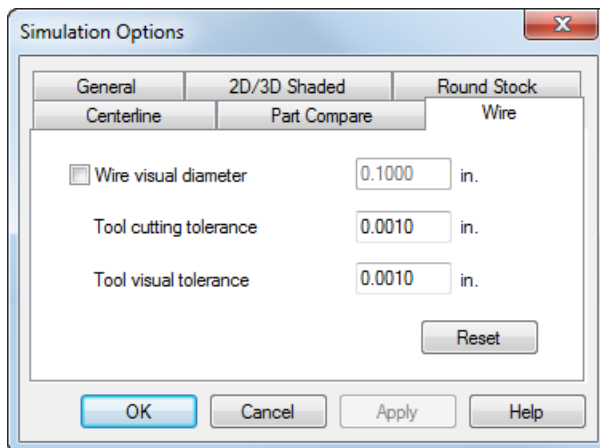 Simulation Options
General 2D/3D Shaded Round Stock
Centerline Part Compare Wire
Wire visual diameter 0.1000 in.
Tool cutting tolerance 0.0010 in.
Tool visual tolerance 0.0010 in.
Reset
OK Cancel Apply Help